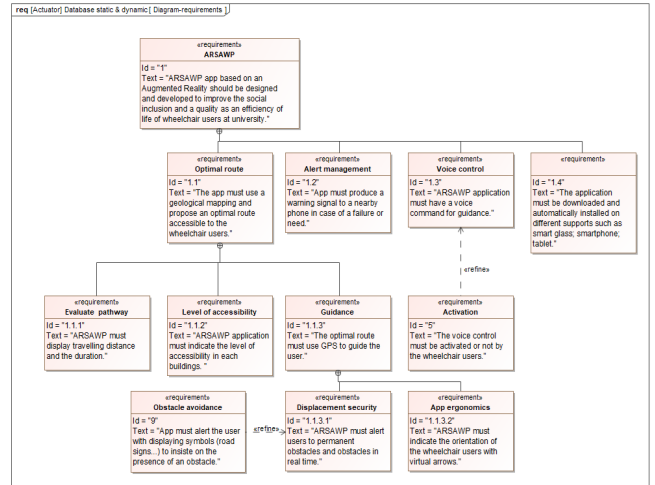 req [Actuator] Database static & dynamic [ Diagram-requirements ]
«requirement»
ARSAWP
Id = "1"
Text = "ARSAWP app based on an
Augmented Reality should be designed
and developed to improve the social
inclusion and a quality as an efficiency of
life of wheelchair users at university."
«requirement»
Optimal route
Id = "1.1"
Text = "The app must use a
geological mapping and
propose an optimal route
accessible to the
wheelchair users."
«requirement»
Alert management
Id = "1.2"
Text = "App must produce a
warning signal to a nearby
phone in case of a failure or
need."
«requirement»
Voice control
Id = "1.3"
Text = "ARSAWP application
must have a voice
command for guidance."
«requirement»
Id = "1.4"
Text = "The application
must be downloaded and
automatically installed on
different supports such as
smart glass; smartphone;
tablet."
«refine»
«requirement»
Evaluate pathway
Id = "1.1.1"
Text = "ARSAWP must
display travelling distance
and the duration."
«requirement»
Level of accessibility
Id = "1.1.2"
Text = "ARSAWP application
must indicate the level of
accessibility in each
buildings. "
«requirement»
Guidance
Id = "1.1.3"
Text = "The optimal route
must use GPS to guide the
user."
«requirement»
Activation
Id = "5"
Text = "The voice control
must be activated or not by
the wheelchair users."
«requirement»
Obstacle avoidance
Id = "9"
Text = "App must alert the user
with displaying symbols (road
signs...) to insiste on the
presence of an obstacle."
«refine»
«requirement»
Displacement security
Id = "1.1.3.1"
Text = "ARSAWP must alert
users to permanent
obstacles and obstacles in
real time."
«requirement»
App ergonomics
Id = "1.1.3.2"
Text = "ARSAWP must
indicate the orientation of
the wheelchair users with
virtual arrows."